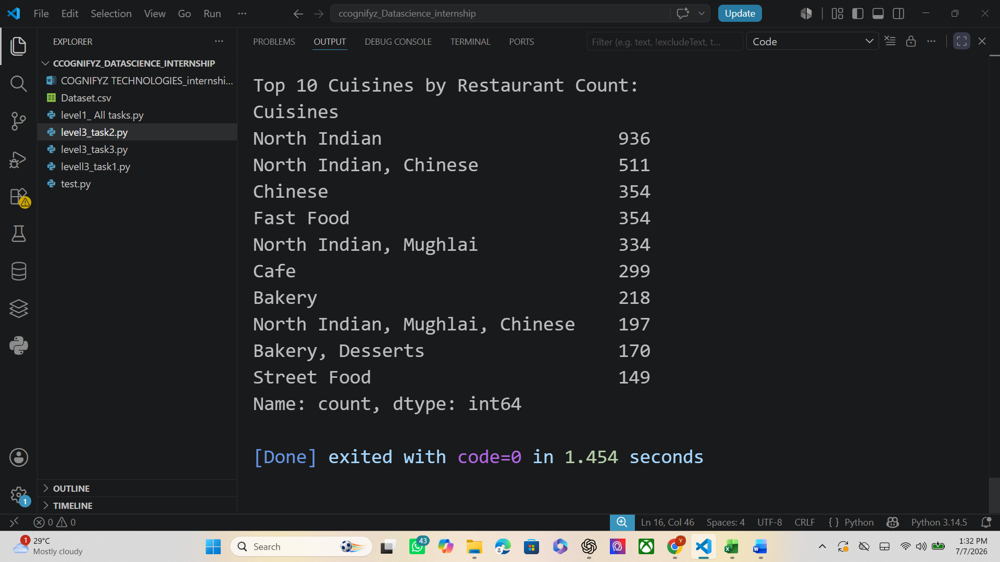 File Edit Selection View Go Run ··· ccognifyz_Datascience_internship Update
EXPLORER ···
PROBLEMS OUTPUT DEBUG CONSOLE TERMINAL PORTS Filter (e.g. text, !excludeText, t... Code
CCOGNIFYZ_DATASCIENCE_INTERNSHIP
COGNIFYZ TECHNOLOGIES_internshi...
Dataset.csv
level1_ All tasks.py
level3_task2.py
level3_task3.py
levell3_task1.py
test.py
OUTLINE
TIMELINE
Top 10 Cuisines by Restaurant Count:
Cuisines
North Indian 936
North Indian, Chinese 511
Chinese 354
Fast Food 354
North Indian, Mughlai 334
Cafe 299
Bakery 218
North Indian, Mughlai, Chinese 197
Bakery, Desserts 170
Street Food 149
Name: count, dtype: int64
[Done] exited with code=0 in 1.454 seconds
1
0 0 Ln 16, Col 46 Spaces: 4 UTF-8 CRLF { } Python Python 3.14.5
1 29°C
Mostly cloudy
Search
43
Y
1:32 PM
7/7/2026